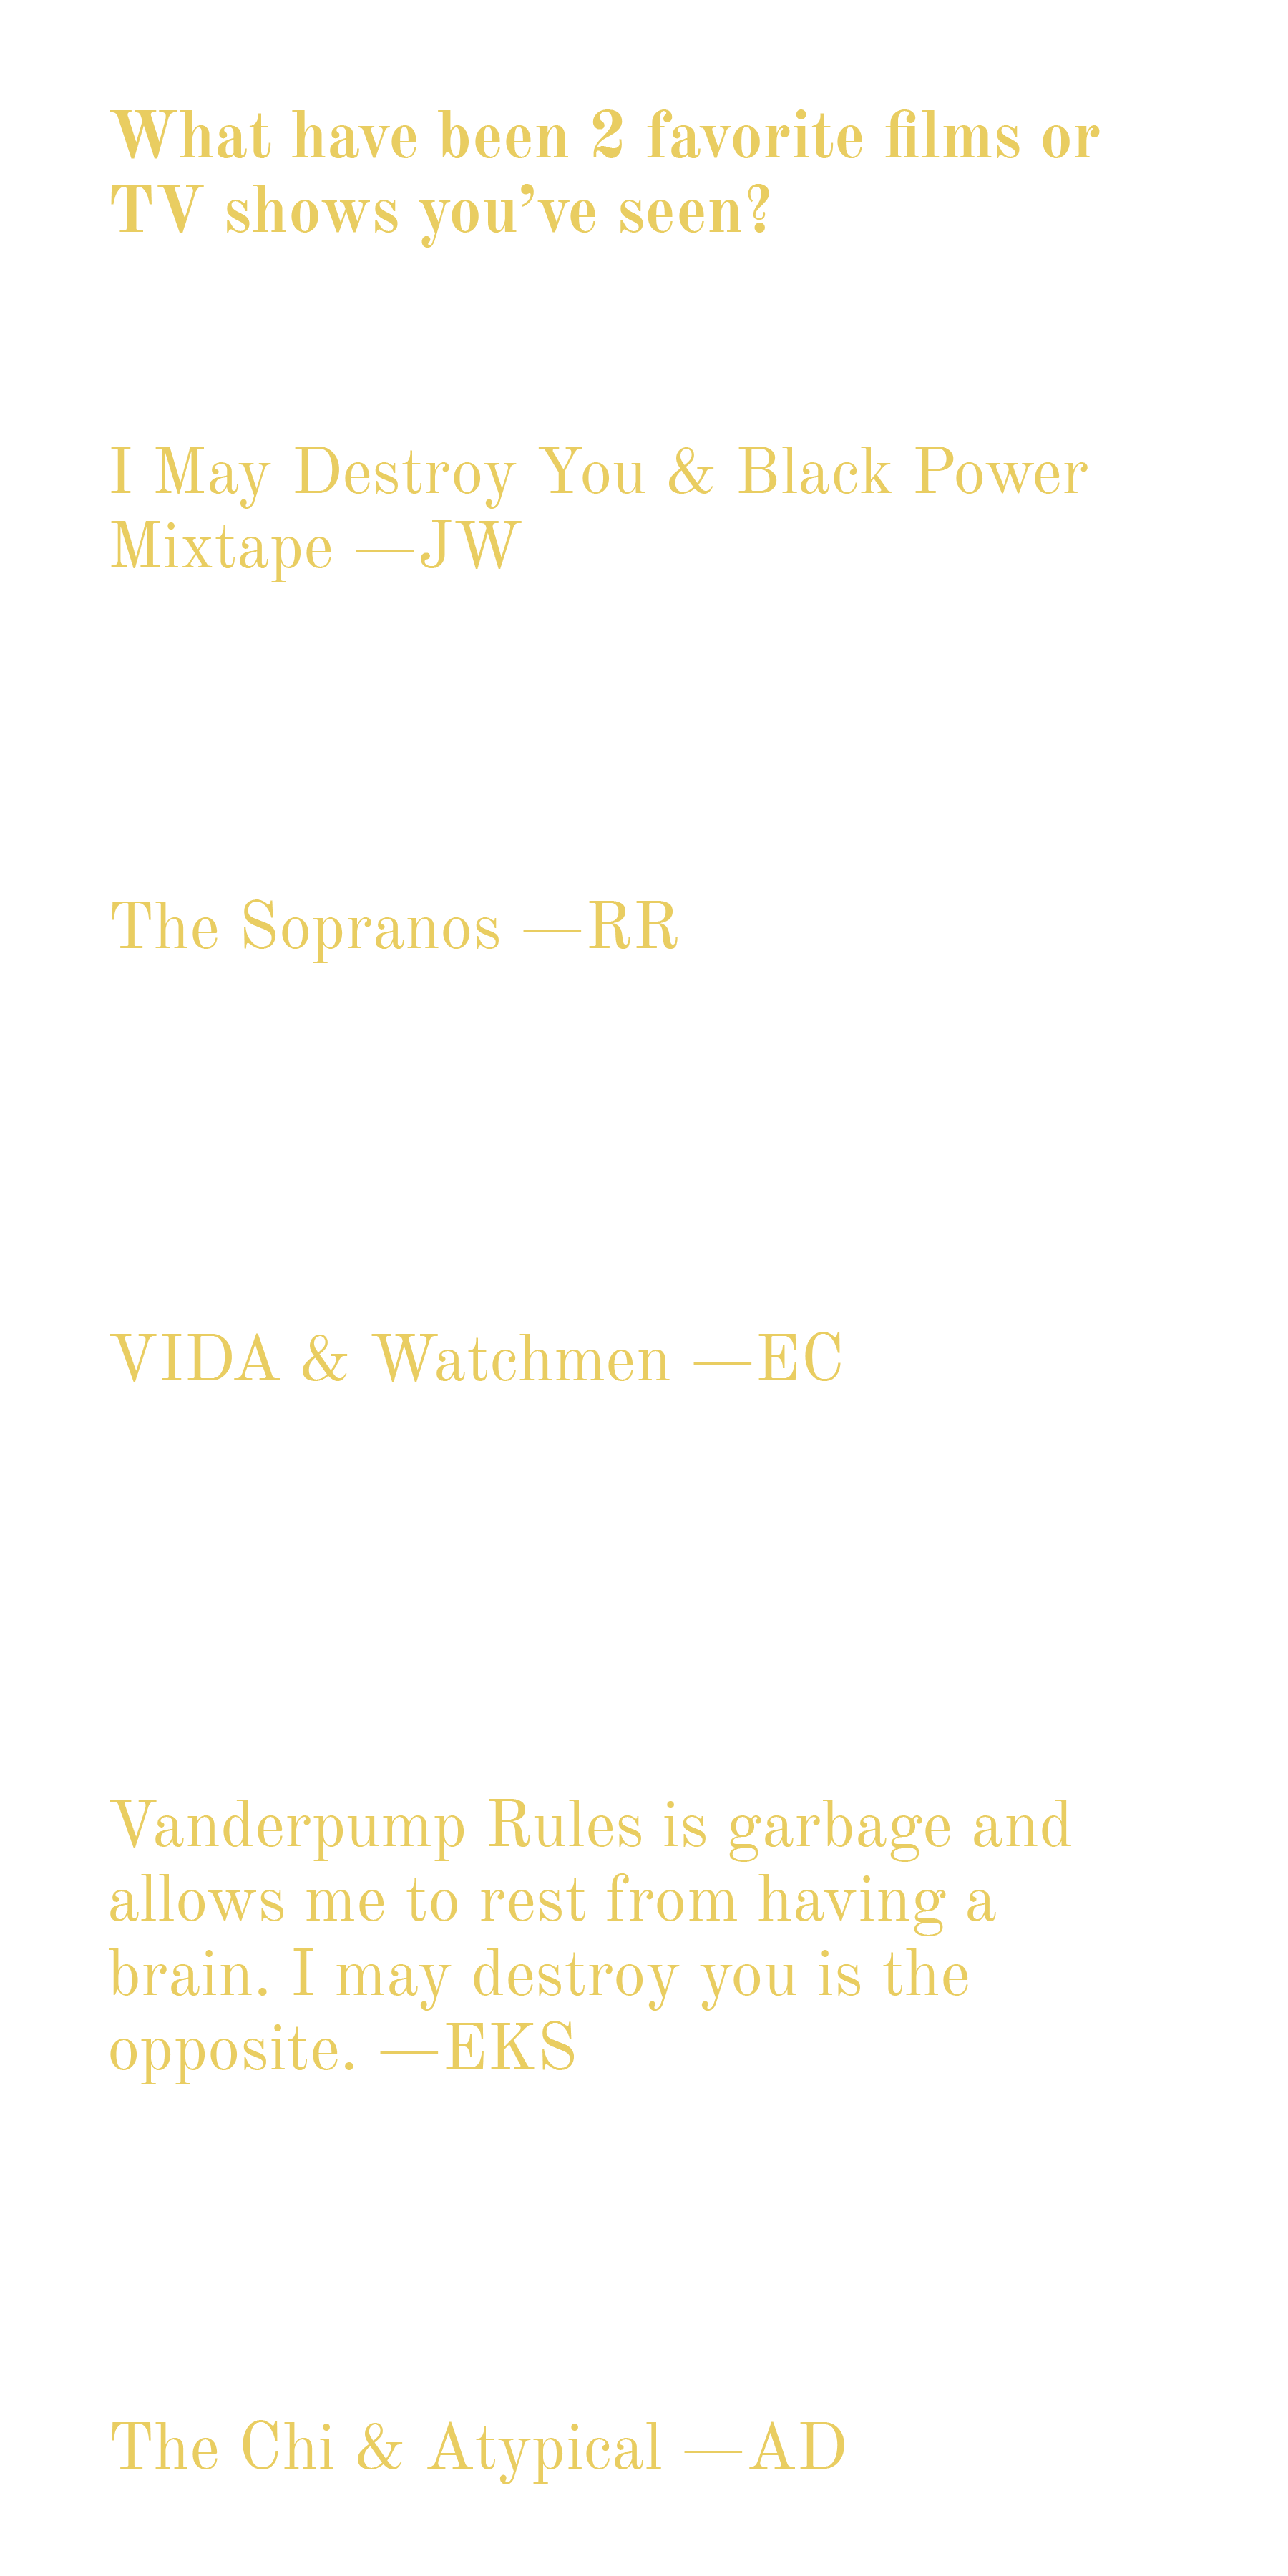 What have been 2 favorite films or
TV shows you’ve seen?
I May Destroy You & Black Power
Mixtape —JW
The Sopranos —RR
VIDA & Watchmen —EC
Vanderpump Rules is garbage and
allows me to rest from having a
brain. I may destroy you is the
opposite. —EKS
The Chi & Atypical —AD